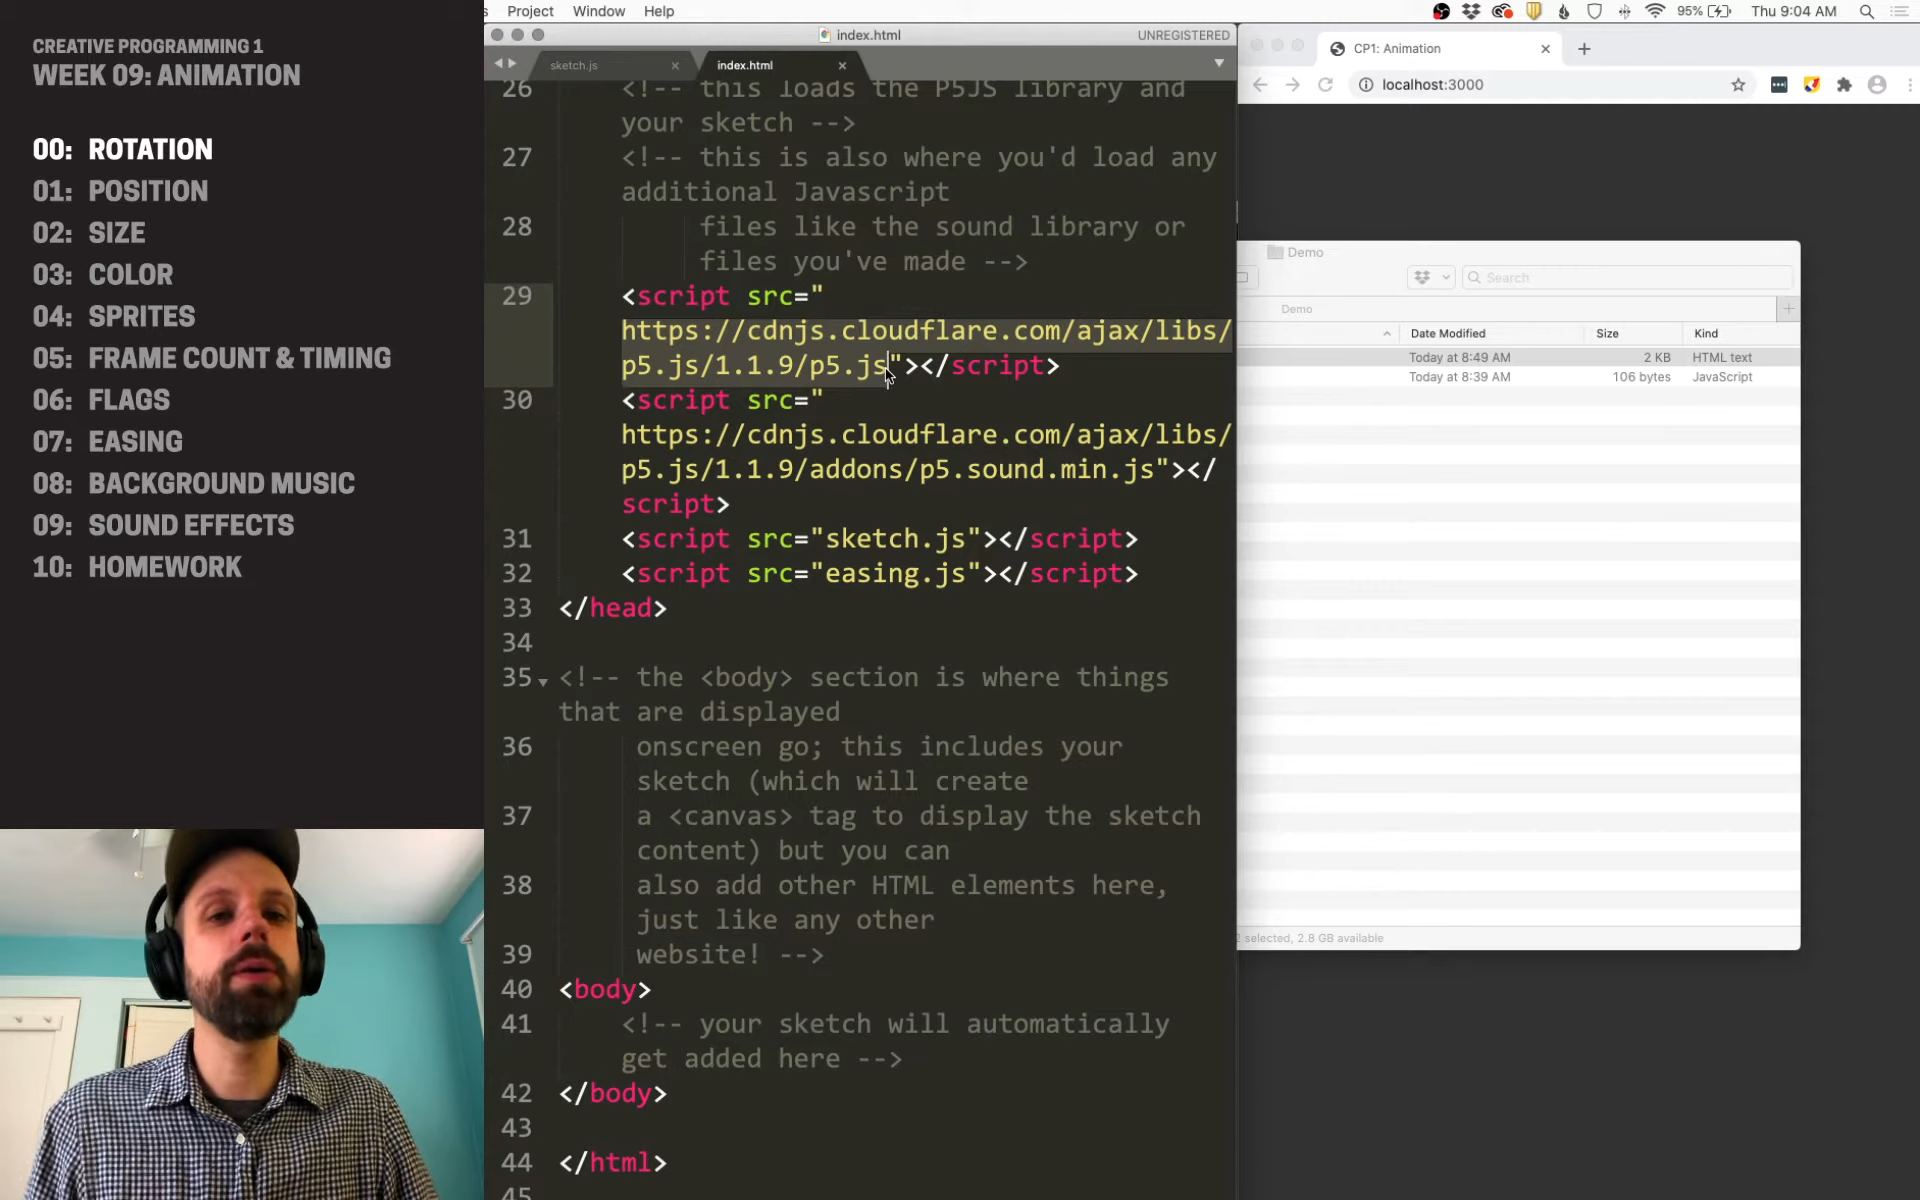 CREATIVE PROGRAMMING 1
WEEK 09: ANIMATION
00: ROTATION
01: POSITION
02: SIZE
03: COLOR
04: SPRITES
05: FRAME COUNT & TIMING
06: FLAGS
07: EASING
08: BACKGROUND MUSIC
09: SOUND EFFECTS
10: HOMEWORK
Project Window Help
95% Thu 9:04 AM
index.html UNREGISTERED
sketch.js index.html
26 <!-- this loads the P5JS library and
your sketch -->
27 <!-- this is also where you'd load any
additional Javascript
28 files like the sound library or
files you've made -->
29 <script src="
https://cdnjs.cloudflare.com/ajax/libs/
p5.js/1.1.9/p5.js"></script>
30 <script src="
https://cdnjs.cloudflare.com/ajax/libs/
p5.js/1.1.9/addons/p5.sound.min.js"></
script>
31 <script src="sketch.js"></script>
32 <script src="easing.js"></script>
33 </head>
34
35 <!-- the <body> section is where things
that are displayed
36 onscreen go; this includes your
sketch (which will create
37 a <canvas> tag to display the sketch
content) but you can
38 also add other HTML elements here,
just like any other
39 website! -->
40 <body>
41 <!-- your sketch will automatically
get added here -->
42 </body>
43
44 </html>
45
CP1: Animation
localhost:3000
Demo
Search
Demo
Date Modified Size Kind
Today at 8:49 AM 2 KB HTML text
Today at 8:39 AM 106 bytes JavaScript
2 selected, 2.8 GB available